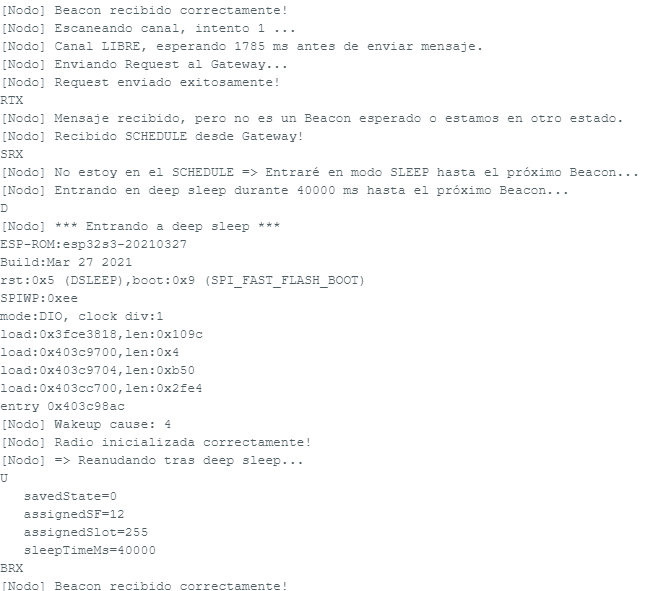 [Nodo] Beacon recibido correctamente!
[Nodo] Escaneando canal, intento 1 ...
[Nodo] Canal LIBRE, esperando 1785 ms antes de enviar mensaje.
[Nodo] Enviando Request al Gateway...
[Nodo] Request enviado exitosamente!
RTX
[Nodo] Mensaje recibido, pero no es un Beacon esperado o estamos en otro estado.
[Nodo] Recibido SCHEDULE desde Gateway!
SRX
[Nodo] No estoy en el SCHEDULE => Entraré en modo SLEEP hasta el próximo Beacon...
[Nodo] Entrando en deep sleep durante 40000 ms hasta el próximo Beacon...
D
[Nodo] *** Entrando a deep sleep ***
ESP-ROM:esp32s3-20210327
Build:Mar 27 2021
rst:0x5 (DSLEEP),boot:0x9 (SPI_FAST_FLASH_BOOT)
SPIWP:0xee
mode:DIO, clock div:1
load:0x3fce3818,len:0x109c
load:0x403c9700,len:0x4
load:0x403c9704,len:0xb50
load:0x403cc700,len:0x2fe4
entry 0x403c98ac
[Nodo] Wakeup cause: 4
[Nodo] Radio inicializada correctamente!
[Nodo] => Reanudando tras deep sleep...
U
   savedState=0
   assignedSF=12
   assignedSlot=255
   sleepTimeMs=40000
BRX
[Nodo] Beacon recibido correctamente!